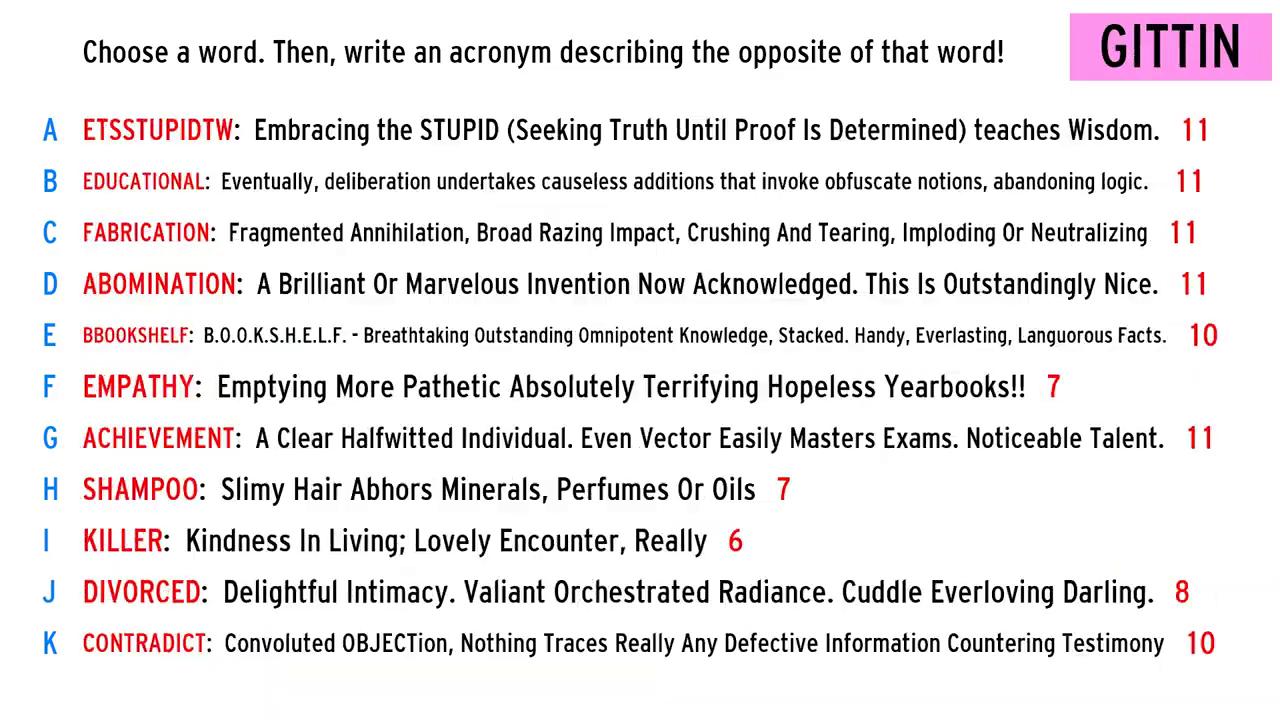 Choose a word. Then, write an acronym describing the opposite of that word!
GITTIN
A ETSSTUPIDTW: Embracing the STUPID (Seeking Truth Until Proof Is Determined) teaches Wisdom. 11
B EDUCATIONAL: Eventually, deliberation undertakes causeless additions that invoke obfuscate notions, abandoning logic. 11
C FABRICATION: Fragmented Annihilation, Broad Razing Impact, Crushing And Tearing, Imploding Or Neutralizing 11
D ABOMINATION: A Brilliant Or Marvelous Invention Now Acknowledged. This Is Outstandingly Nice. 11
E BBOOKSHELF: B.O.O.K.S.H.E.L.F. - Breathtaking Outstanding Omnipotent Knowledge, Stacked. Handy, Everlasting, Languorous Facts. 10
F EMPATHY: Emptying More Pathetic Absolutely Terrifying Hopeless Yearbooks!! 7
G ACHIEVEMENT: A Clear Halfwitted Individual. Even Vector Easily Masters Exams. Noticeable Talent. 11
H SHAMPOO: Slimy Hair Abhors Minerals, Perfumes Or Oils 7
I KILLER: Kindness In Living; Lovely Encounter, Really 6
J DIVORCED: Delightful Intimacy. Valiant Orchestrated Radiance. Cuddle Everloving Darling. 8
K CONTRADICT: Convoluted OBJECTion, Nothing Traces Really Any Defective Information Countering Testimony 10